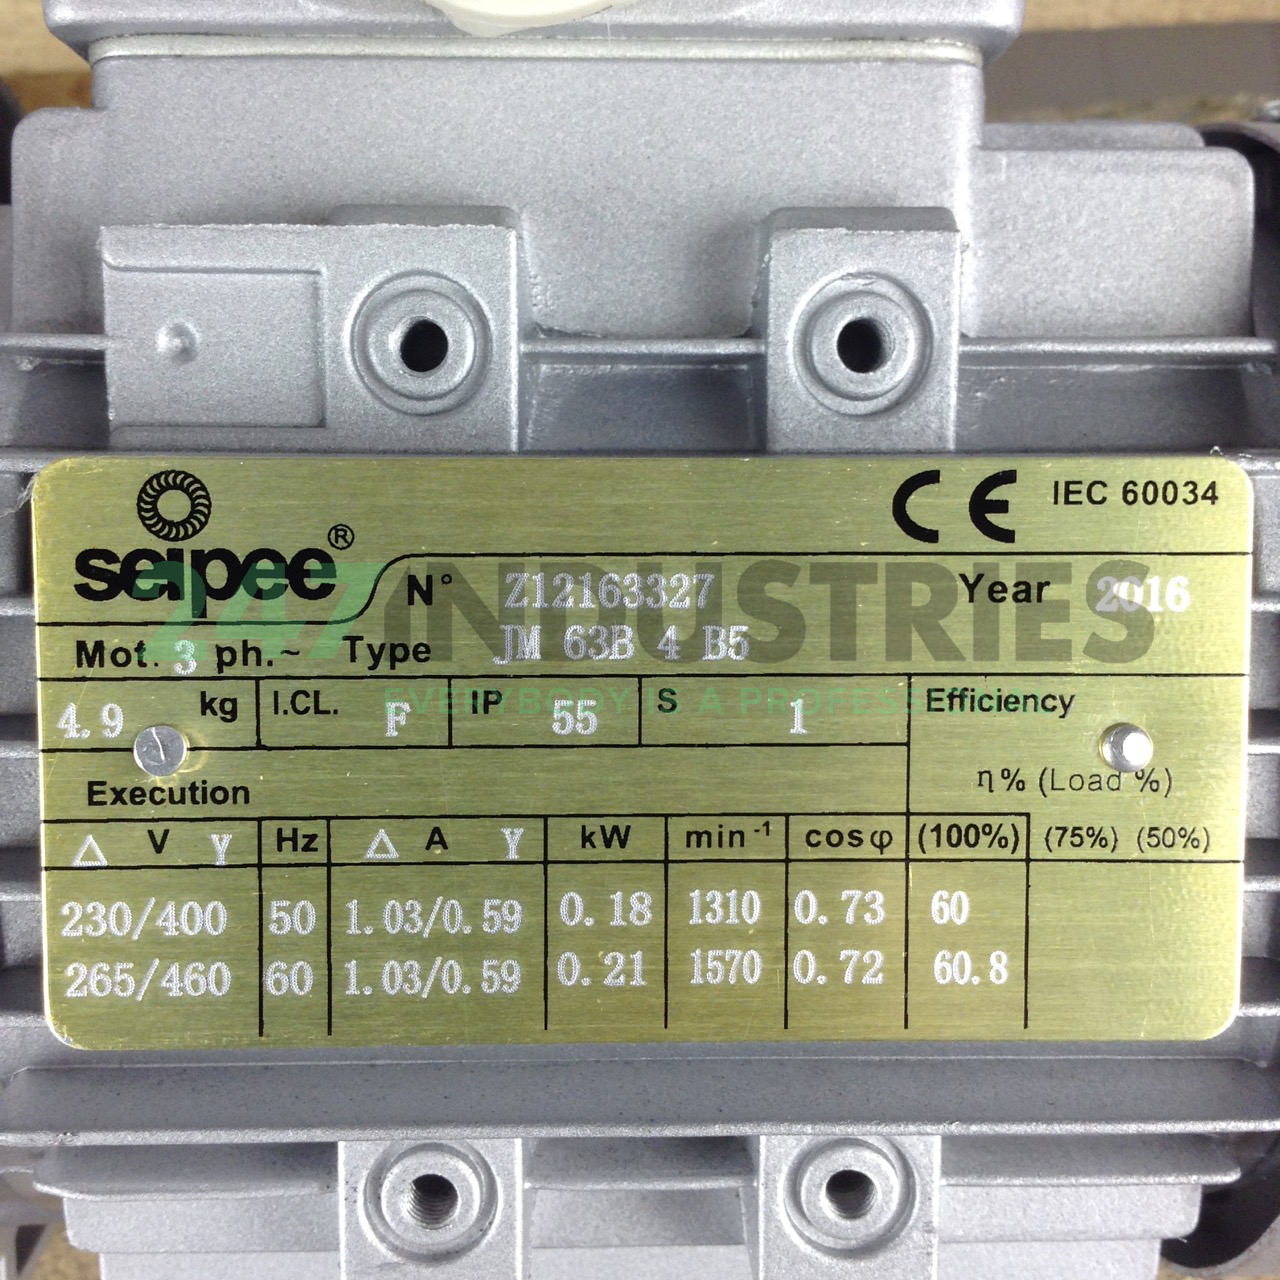 CE IEC 60034
seipee®
N° Z12163327 Year 2016
Mot. 3 ph.~ Type JM 63B 4 B5
4.9 kg I.CL. F IP 55 S 1 Efficiency
η% (Load %)
Execution
△ V Y Hz △ A Y kW min-1 cosφ (100%) (75%) (50%)
230/400 50 1.03/0.59 0.18 1310 0.73 60
265/460 60 1.03/0.59 0.21 1570 0.72 60.8
247 INDUSTRIES
EVERYBODY IS A PROFESSIONAL